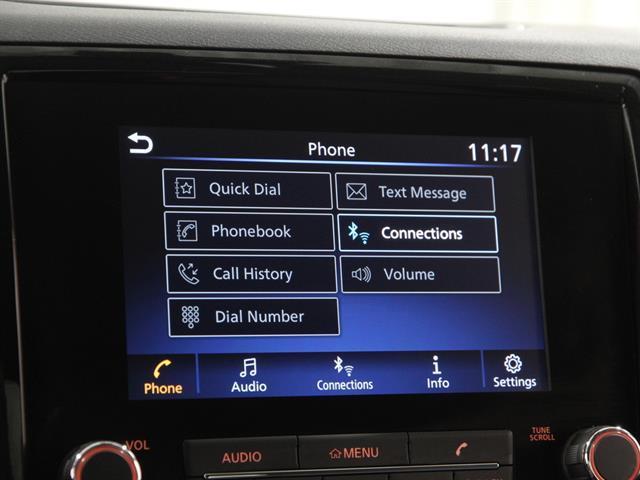 Phone 11:17
Quick Dial Text Message
Phonebook Connections
Call History Volume
Dial Number
Phone Audio Connections Info Settings
VOL AUDIO MENU TUNE
SCROLL